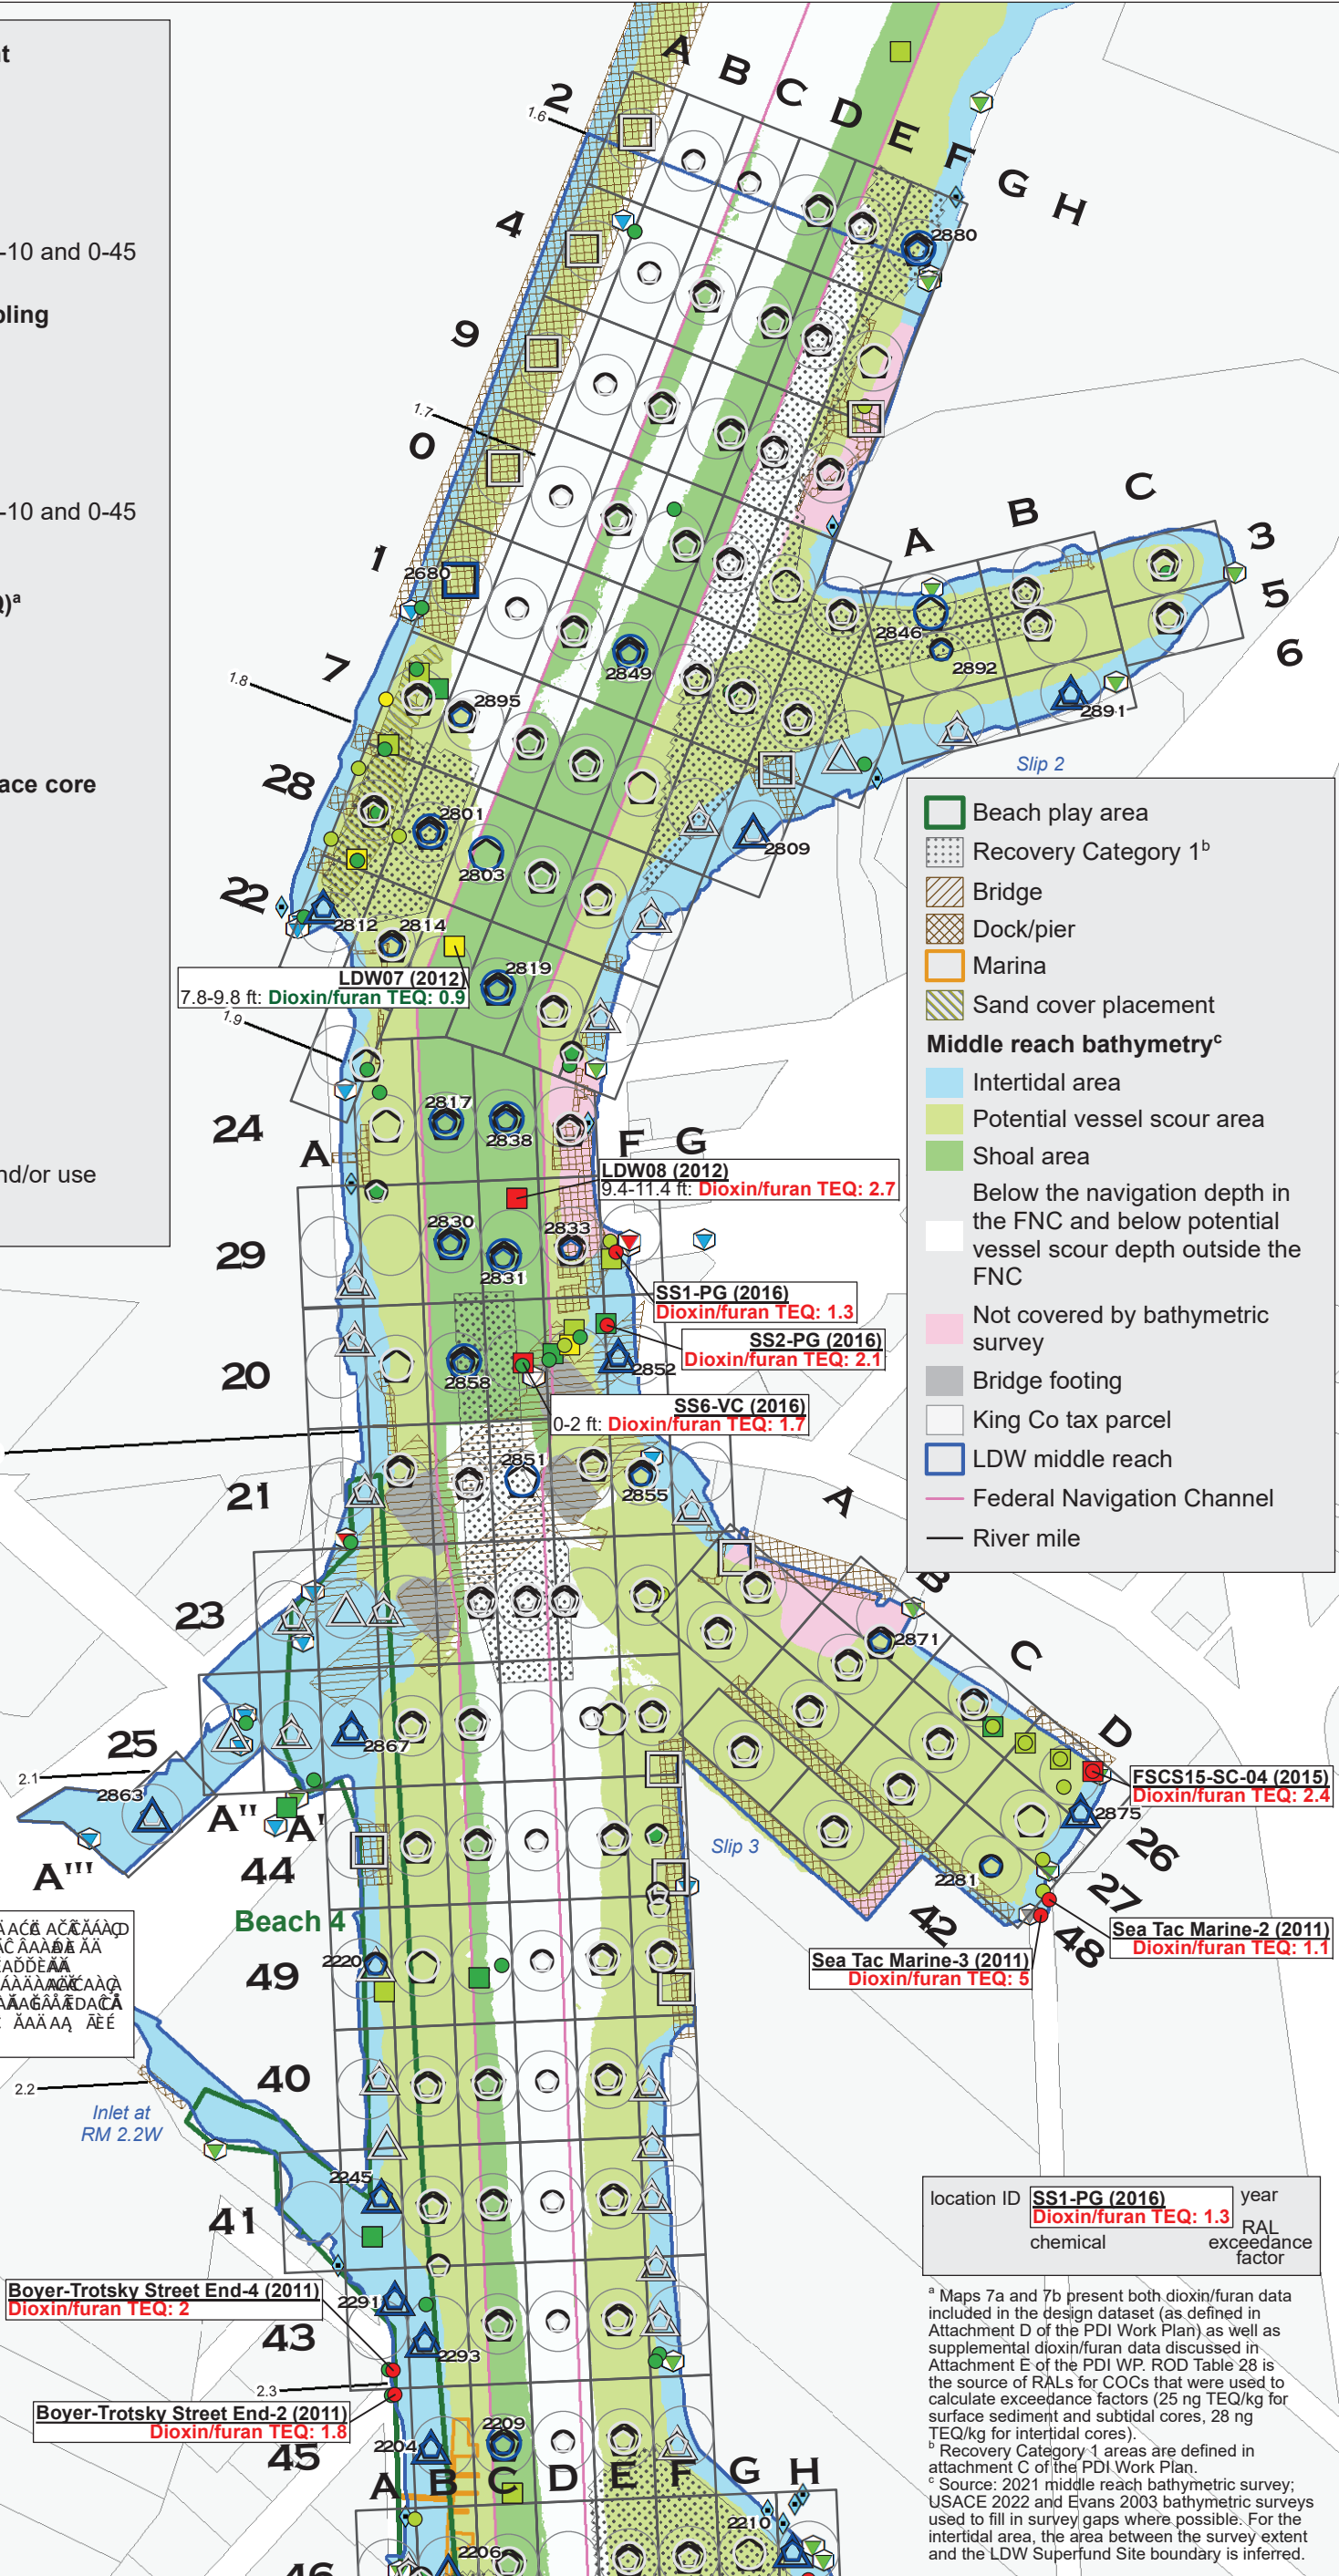 nt
-10 and 0-45
pling
-10 and 0-45
Q)a
ace core
nd/or use
A
B
C
D
E
F
G
H
2
1.6
4
9
1.7
0
1
7
1.8
28
22
2880
2680
2849
2895
2801
2803
2809
2812
2814
2819
A
B
C
3
5
6
2846
2892
2891
Slip 2
LDW07 (2012)
7.8-9.8 ft: Dioxin/furan TEQ: 0.9
1.9
24
A
F
G
2817
2838
LDW08 (2012)
9.4-11.4 ft: Dioxin/furan TEQ: 2.7
29
2830
2831
2833
SS1-PG (2016)
Dioxin/furan TEQ: 1.3
SS2-PG (2016)
Dioxin/furan TEQ: 2.1
20
2858
2852
SS6-VC (2016)
0-2 ft: Dioxin/furan TEQ: 1.7
21
2851
2855
23
A
B
C
D
2871
25
2867
2.1
2863
A'''
A''
A'
44
Slip 3
FSCS15-SC-04 (2015)
Dioxin/furan TEQ: 2.4
2875
26
27
48
42
2281
Sea Tac Marine-2 (2011)
Dioxin/furan TEQ: 1.1
Sea Tac Marine-3 (2011)
Dioxin/furan TEQ: 5
Beach 4
49
2220
40
2.2
Inlet at
RM 2.2W
2245
41
Boyer-Trotsky Street End-4 (2011)
Dioxin/furan TEQ: 2
2291
43
2293
2.3
Boyer-Trotsky Street End-2 (2011)
Dioxin/furan TEQ: 1.8
45
2204
2209
A
B
C
D
E
F
G
H
2210
2206
46
Beach play area
Recovery Category 1b
Bridge
Dock/pier
Marina
Sand cover placement
Middle reach bathymetryc
Intertidal area
Potential vessel scour area
Shoal area
Below the navigation depth in
the FNC and below potential
vessel scour depth outside the
FNC
Not covered by bathymetric
survey
Bridge footing
King Co tax parcel
LDW middle reach
Federal Navigation Channel
River mile
location ID
SS1-PG (2016)
year
Dioxin/furan TEQ: 1.3
chemical
RAL
exceedance
factor
a Maps 7a and 7b present both dioxin/furan data
included in the design dataset (as defined in
Attachment D of the PDI Work Plan) as well as
supplemental dioxin/furan data discussed in
Attachment E of the PDI WP. ROD Table 28 is
the source of RALs for COCs that were used to
calculate exceedance factors (25 ng TEQ/kg for
surface sediment and subtidal cores, 28 ng
TEQ/kg for intertidal cores).
b Recovery Category 1 areas are defined in
attachment C of the PDI Work Plan.
c Source: 2021 middle reach bathymetric survey;
USACE 2022 and Evans 2003 bathymetric surveys
used to fill in survey gaps where possible. For the
intertidal area, the area between the survey extent
and the LDW Superfund Site boundary is inferred.